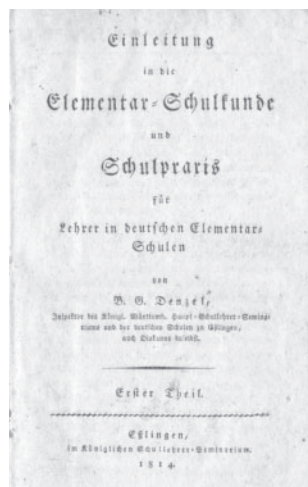 Einleitung
in die
Elementar-Schulkunde
und
Schulpraxis
für
Lehrer in deutschen Elementar-
Schulen
von
B. G. Denzel,
Inspektor des Königl. Württemb. Haupt-Schullehrer-Semina-
riums und der deutschen Schulen zu Eßlingen,
auch Diakonus daselbst.
Erster Theil.
Eßlingen,
im Königlichen Schullehrer-Seminarium.
1814.